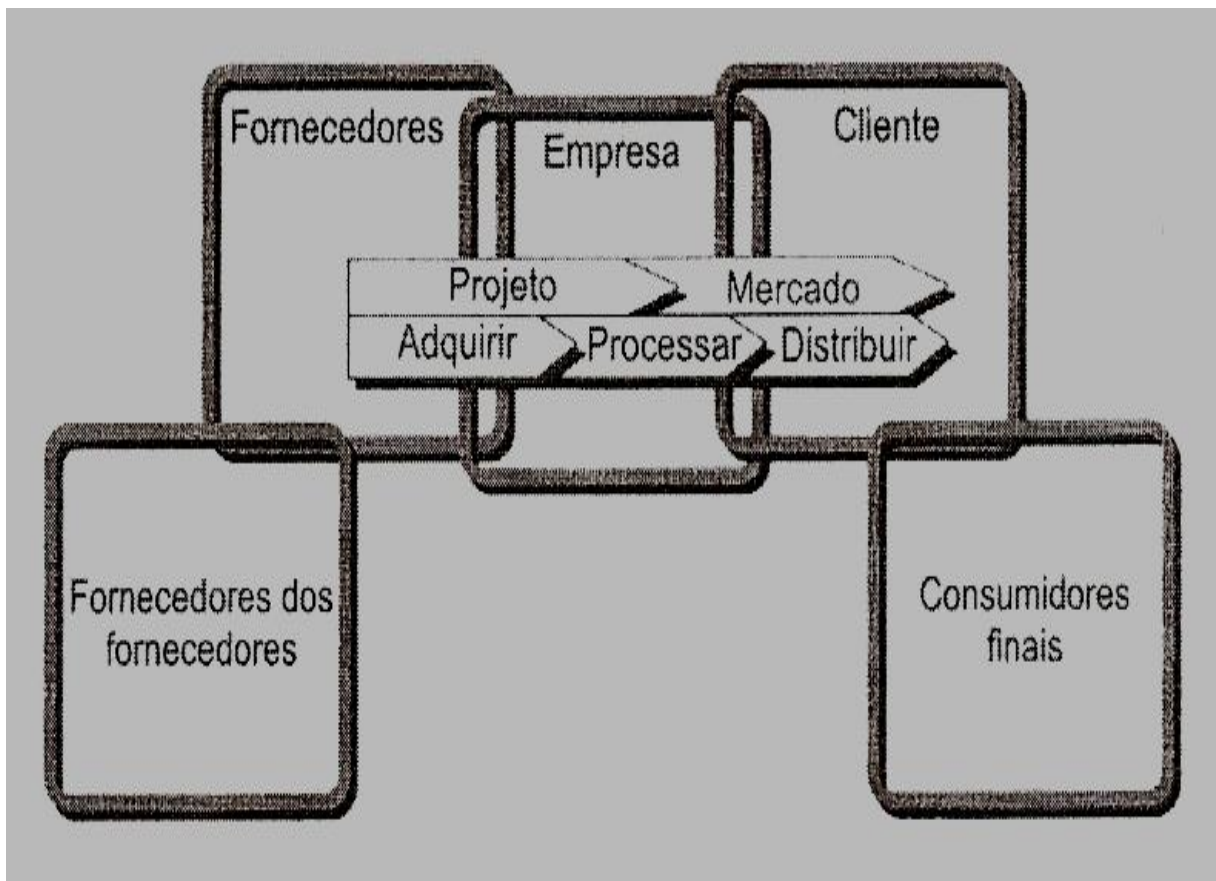 Fornecedores
Empresa
Cliente
Projeto
Mercado
Adquirir
Processar
Distribuir
Fornecedores dos
fornecedores
Consumidores
finais